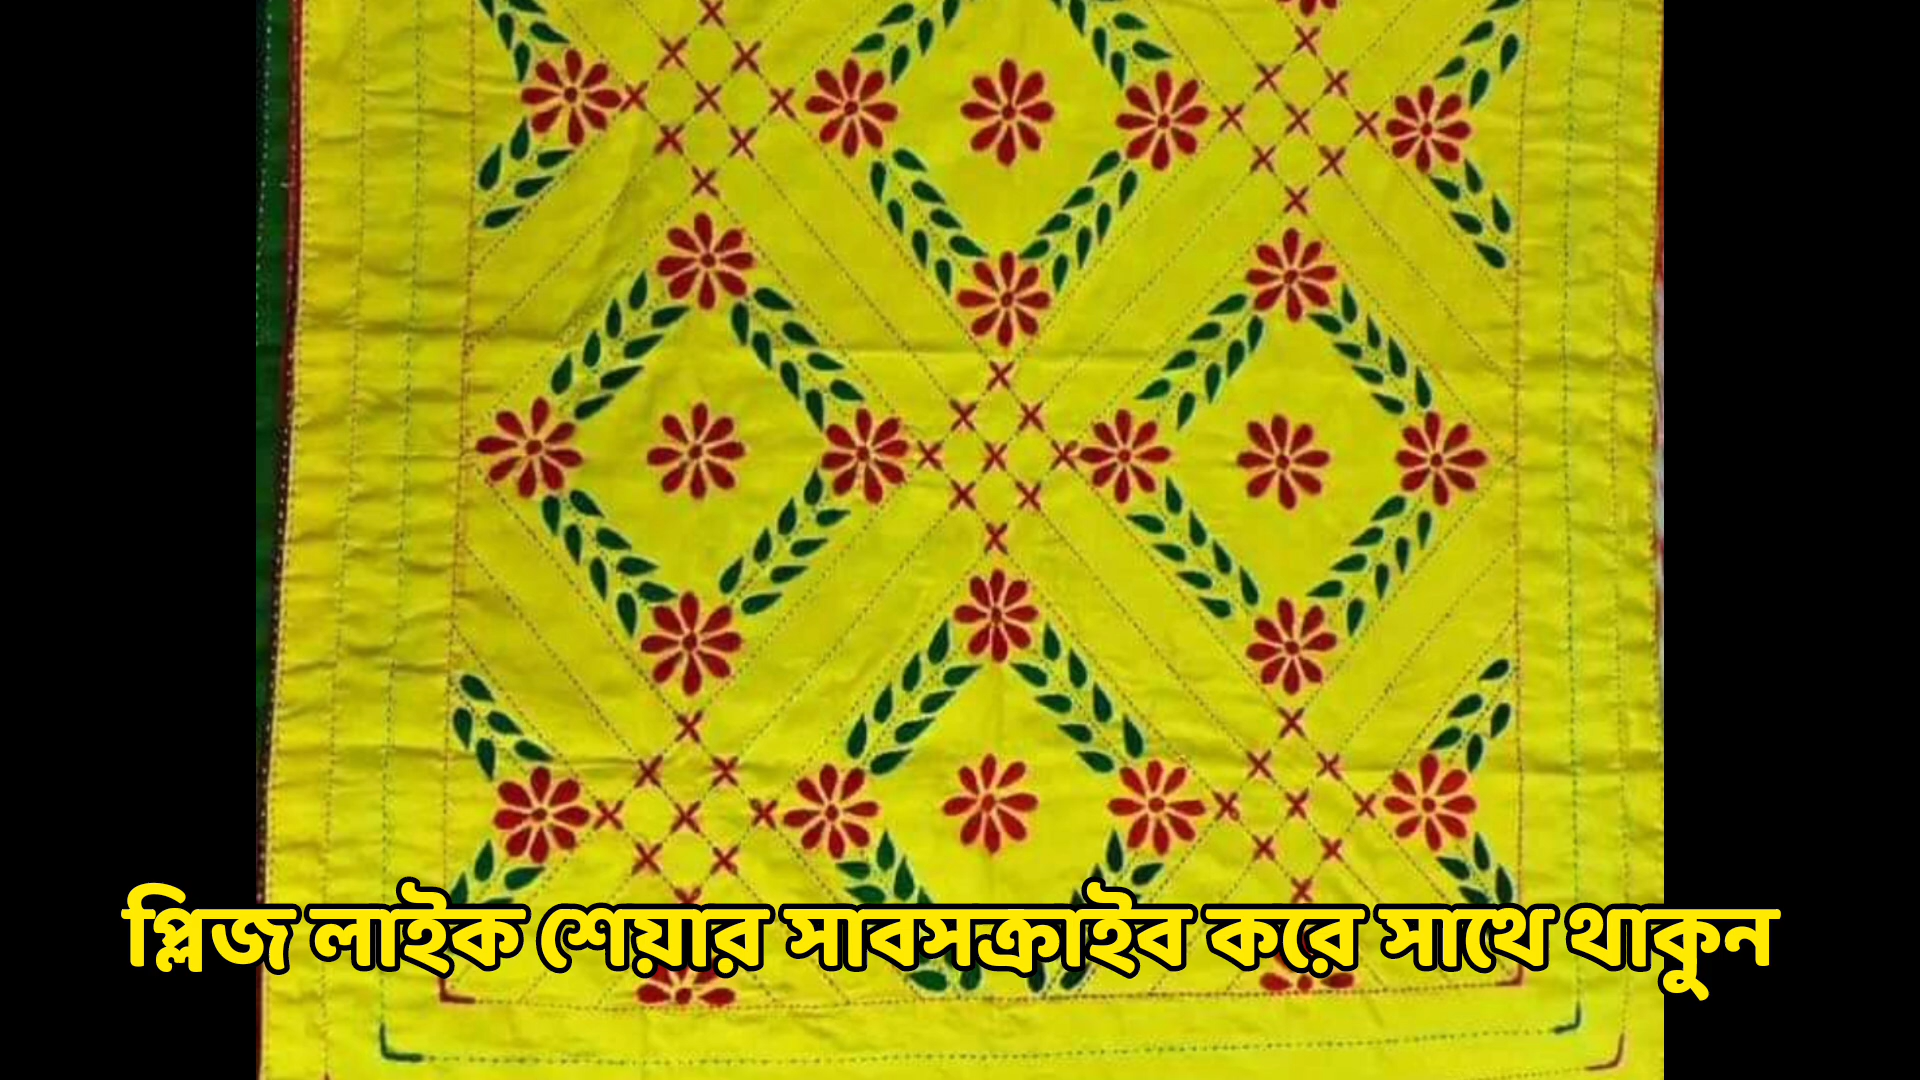 প্লিজ লাইক শেয়ার সাবসক্রাইব করে সাথে থাকুন